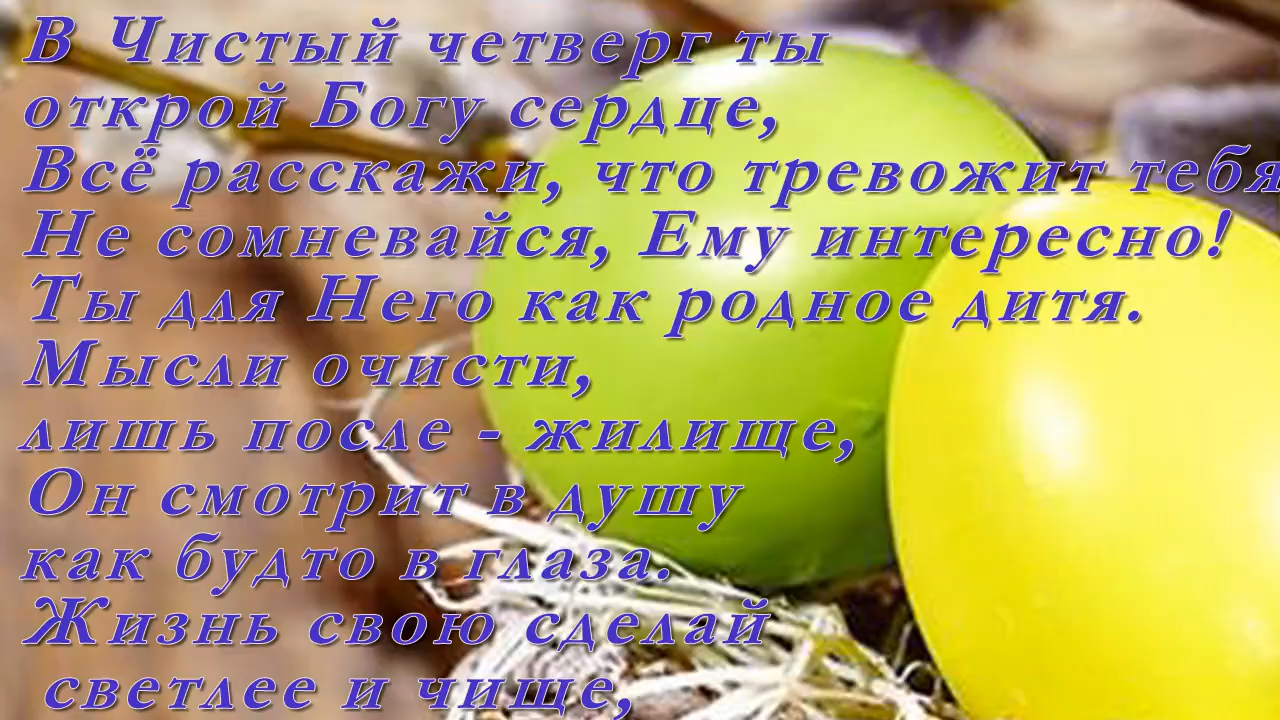 В Чистый четверг ты
открой Богу сердце,
Всё расскажи, что тревожит тебя
Не сомневайся, Ему интересно!
Ты для Него как родное дитя.
Мысли очисти,
лишь после - жилище,
Он смотрит в душу
как будто в глаза.
Жизнь свою сделай
светлее и чище,